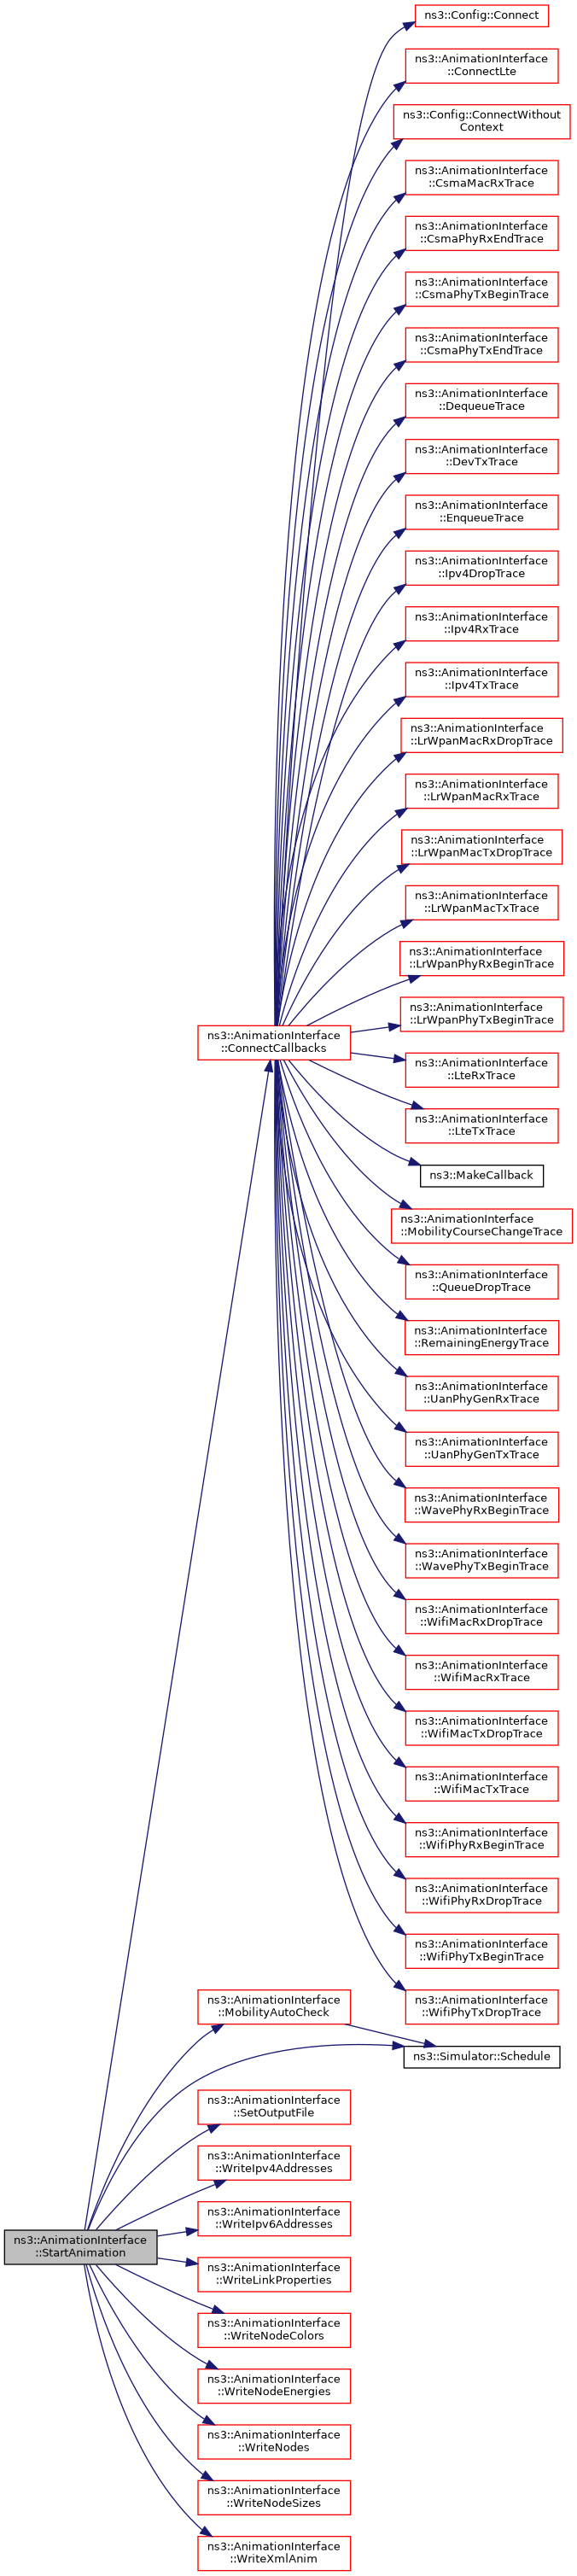 ns3::Config::Connect
ns3::AnimationInterface
::ConnectLte
ns3::Config::ConnectWithout
Context
ns3::AnimationInterface
::CsmaMacRxTrace
ns3::AnimationInterface
::CsmaPhyRxEndTrace
ns3::AnimationInterface
::CsmaPhyTxBeginTrace
ns3::AnimationInterface
::CsmaPhyTxEndTrace
ns3::AnimationInterface
::DequeueTrace
ns3::AnimationInterface
::DevTxTrace
ns3::AnimationInterface
::EnqueueTrace
ns3::AnimationInterface
::Ipv4DropTrace
ns3::AnimationInterface
::Ipv4RxTrace
ns3::AnimationInterface
::Ipv4TxTrace
ns3::AnimationInterface
::LrWpanMacRxDropTrace
ns3::AnimationInterface
::LrWpanMacRxTrace
ns3::AnimationInterface
::LrWpanMacTxDropTrace
ns3::AnimationInterface
::LrWpanMacTxTrace
ns3::AnimationInterface
::LrWpanPhyRxBeginTrace
ns3::AnimationInterface
::LrWpanPhyTxBeginTrace
ns3::AnimationInterface
::ConnectCallbacks
ns3::AnimationInterface
::LteRxTrace
ns3::AnimationInterface
::LteTxTrace
ns3::MakeCallback
ns3::AnimationInterface
::MobilityCourseChangeTrace
ns3::AnimationInterface
::QueueDropTrace
ns3::AnimationInterface
::RemainingEnergyTrace
ns3::AnimationInterface
::UanPhyGenRxTrace
ns3::AnimationInterface
::UanPhyGenTxTrace
ns3::AnimationInterface
::WavePhyRxBeginTrace
ns3::AnimationInterface
::WavePhyTxBeginTrace
ns3::AnimationInterface
::WifiMacRxDropTrace
ns3::AnimationInterface
::WifiMacRxTrace
ns3::AnimationInterface
::WifiMacTxDropTrace
ns3::AnimationInterface
::WifiMacTxTrace
ns3::AnimationInterface
::WifiPhyRxBeginTrace
ns3::AnimationInterface
::WifiPhyRxDropTrace
ns3::AnimationInterface
::WifiPhyTxBeginTrace
ns3::AnimationInterface
::WifiPhyTxDropTrace
ns3::AnimationInterface
::MobilityAutoCheck
ns3::Simulator::Schedule
ns3::AnimationInterface
::SetOutputFile
ns3::AnimationInterface
::WriteIpv4Addresses
ns3::AnimationInterface
::WriteIpv6Addresses
ns3::AnimationInterface
::StartAnimation
ns3::AnimationInterface
::WriteLinkProperties
ns3::AnimationInterface
::WriteNodeColors
ns3::AnimationInterface
::WriteNodeEnergies
ns3::AnimationInterface
::WriteNodes
ns3::AnimationInterface
::WriteNodeSizes
ns3::AnimationInterface
::WriteXmlAnim